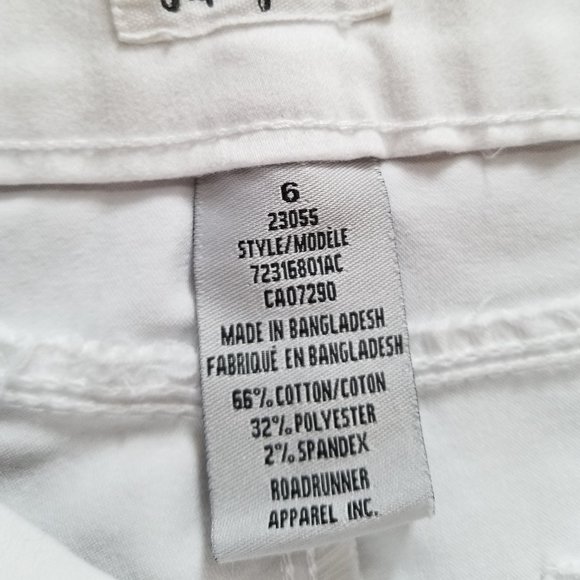 6
23055
STYLE/MODÈLE
72316801AC
CA07290
MADE IN BANGLADESH
FABRIQUÉ EN BANGLADESH
66% COTTON/COTON
32% POLYESTER
2% SPANDEX
ROADRUNNER
APPAREL INC.